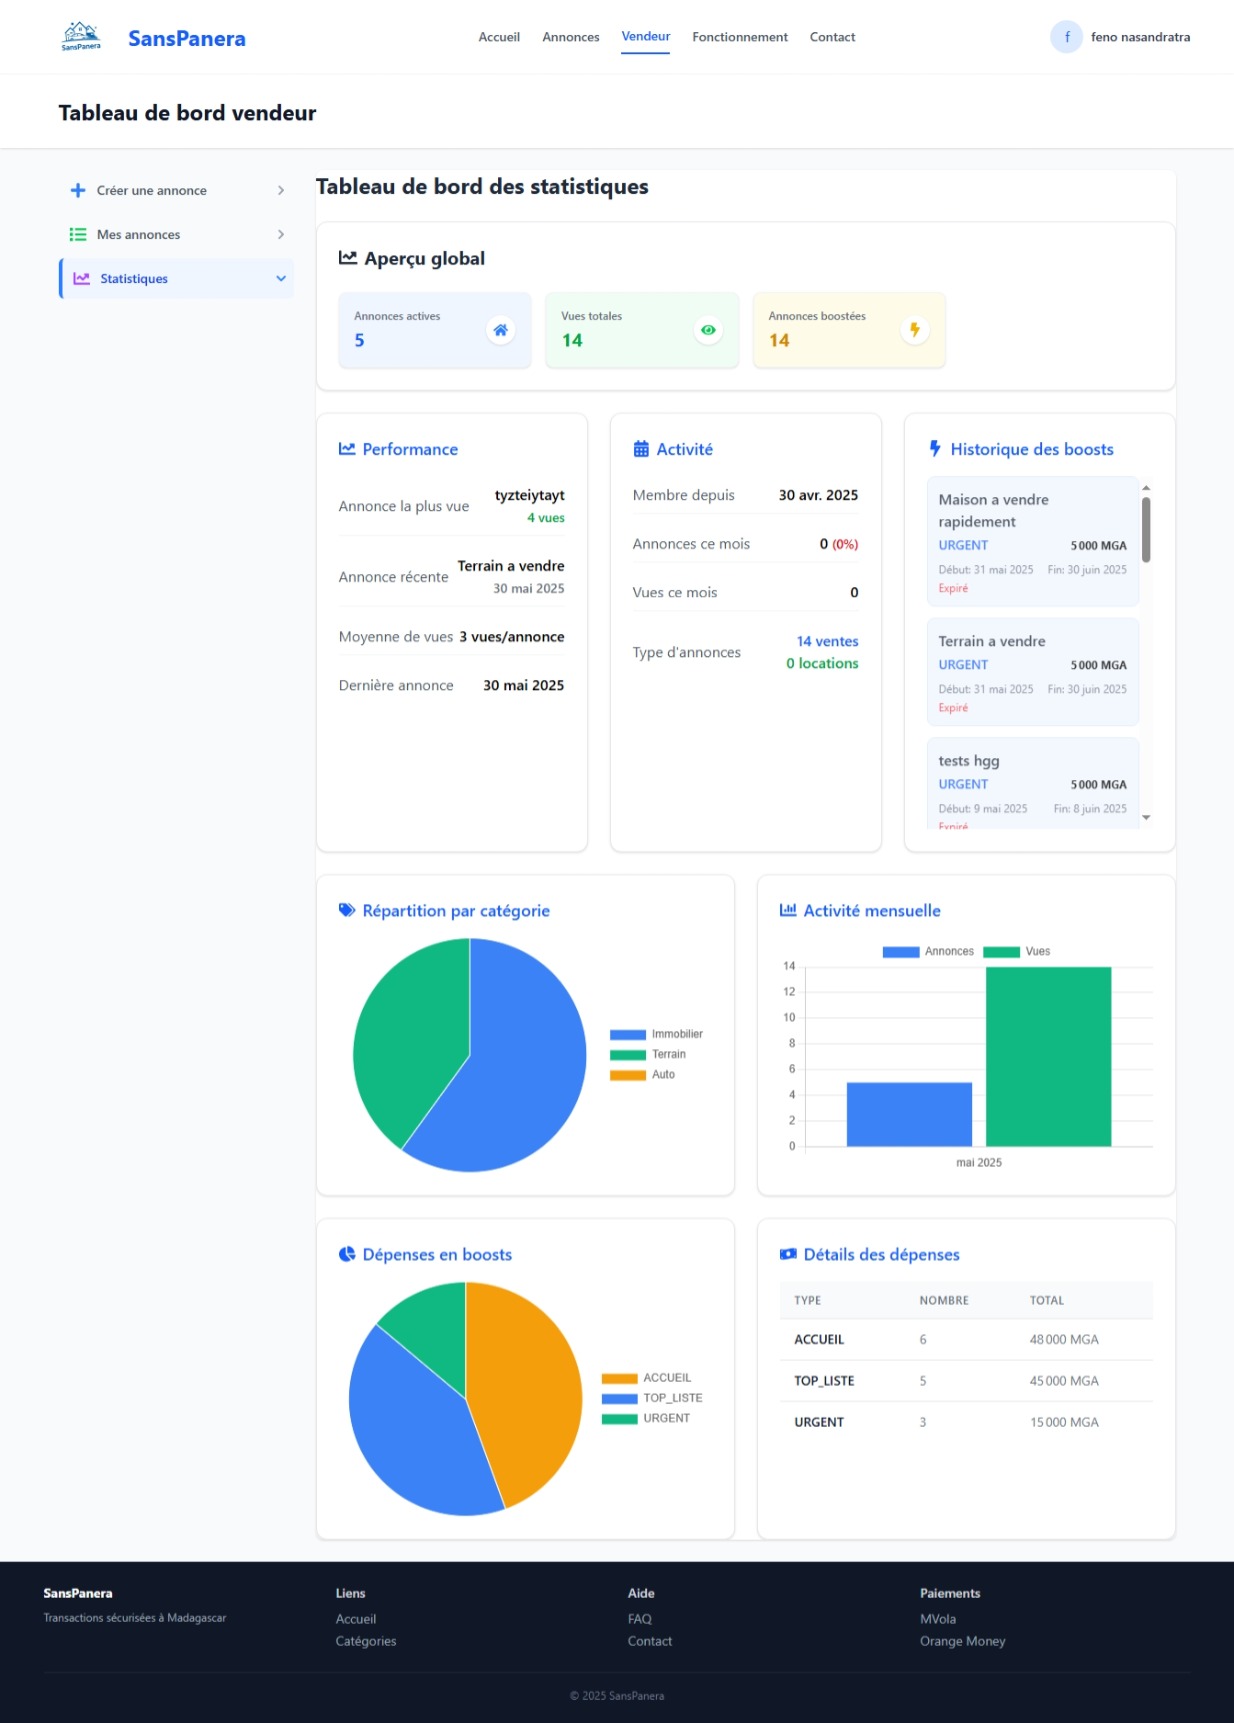 SansPanera
SansPanera
Accueil
Annonces
Vendeur
Fonctionnement
Contact
f
feno nasandratra
Tableau de bord vendeur
Créer une annonce
Mes annonces
Statistiques
Tableau de bord des statistiques
Aperçu global
Annonces actives
5
Vues totales
14
Annonces boostées
14
Performance
Annonce la plus vue
tyzteiytayt
4 vues
Annonce récente
Terrain a vendre
30 mai 2025
Moyenne de vues
3 vues/annonce
Dernière annonce
30 mai 2025
Activité
Membre depuis
30 avr. 2025
Annonces ce mois
0 (0%)
Vues ce mois
0
Type d'annonces
14 ventes
0 locations
Historique des boosts
Maison a vendre
rapidement
URGENT
5 000 MGA
Début: 31 mai 2025
Fin: 30 juin 2025
Expiré
Terrain a vendre
URGENT
5 000 MGA
Début: 31 mai 2025
Fin: 30 juin 2025
Expiré
tests hgg
URGENT
5 000 MGA
Début: 9 mai 2025
Fin: 8 juin 2025
Expiré
Répartition par catégorie
Immobilier
Terrain
Auto
Activité mensuelle
Annonces
Vues
14
12
10
8
6
4
2
0
mai 2025
Dépenses en boosts
ACCUEIL
TOP_LISTE
URGENT
Détails des dépenses
TYPE
NOMBRE
TOTAL
ACCUEIL
6
48 000 MGA
TOP_LISTE
5
45 000 MGA
URGENT
3
15 000 MGA
SansPanera
Transactions sécurisées à Madagascar
Liens
Accueil
Catégories
Aide
FAQ
Contact
Paiements
MVola
Orange Money
© 2025 SansPanera